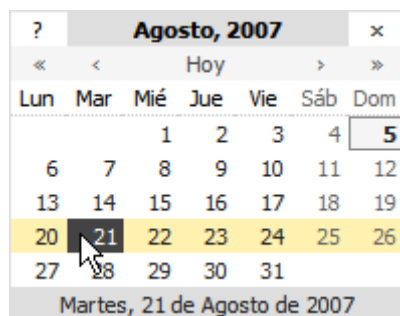 ? Agosto, 2007 ×
« ‹ Hoy › »
Lun Mar Mié Jue Vie Sáb Dom
1 2 3 4 5
6 7 8 9 10 11 12
13 14 15 16 17 18 19
20 21 22 23 24 25 26
27 28 29 30 31
Martes, 21 de Agosto de 2007